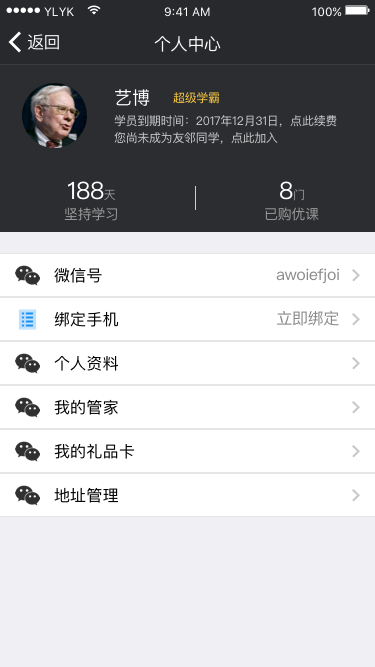 YLYK 9:41 AM 100%
返回 个人中心
艺博 超级学霸
学员到期时间：2017年12月31日，点此续费
您尚未成为友邻同学，点此加入
188天 8门
坚持学习 已购优课
微信号 awoiefjoi
绑定手机 立即绑定
个人资料
我的管家
我的礼品卡
地址管理